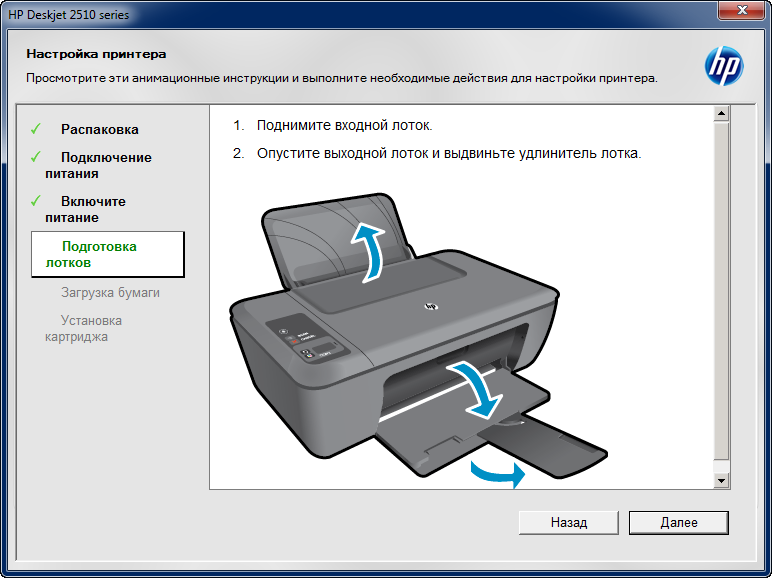 HP Deskjet 2510 series
Настройка принтера
Просмотрите эти анимационные инструкции и выполните необходимые действия для настройки принтера.
hp
✓ Распаковка
✓ Подключение
питания
✓ Включите
питание
Подготовка
лотков
Загрузка бумаги
Установка
картриджа
1. Поднимите входной лоток.
2. Опустите выходной лоток и выдвиньте удлинитель лотка.
hp
Назад
Далее